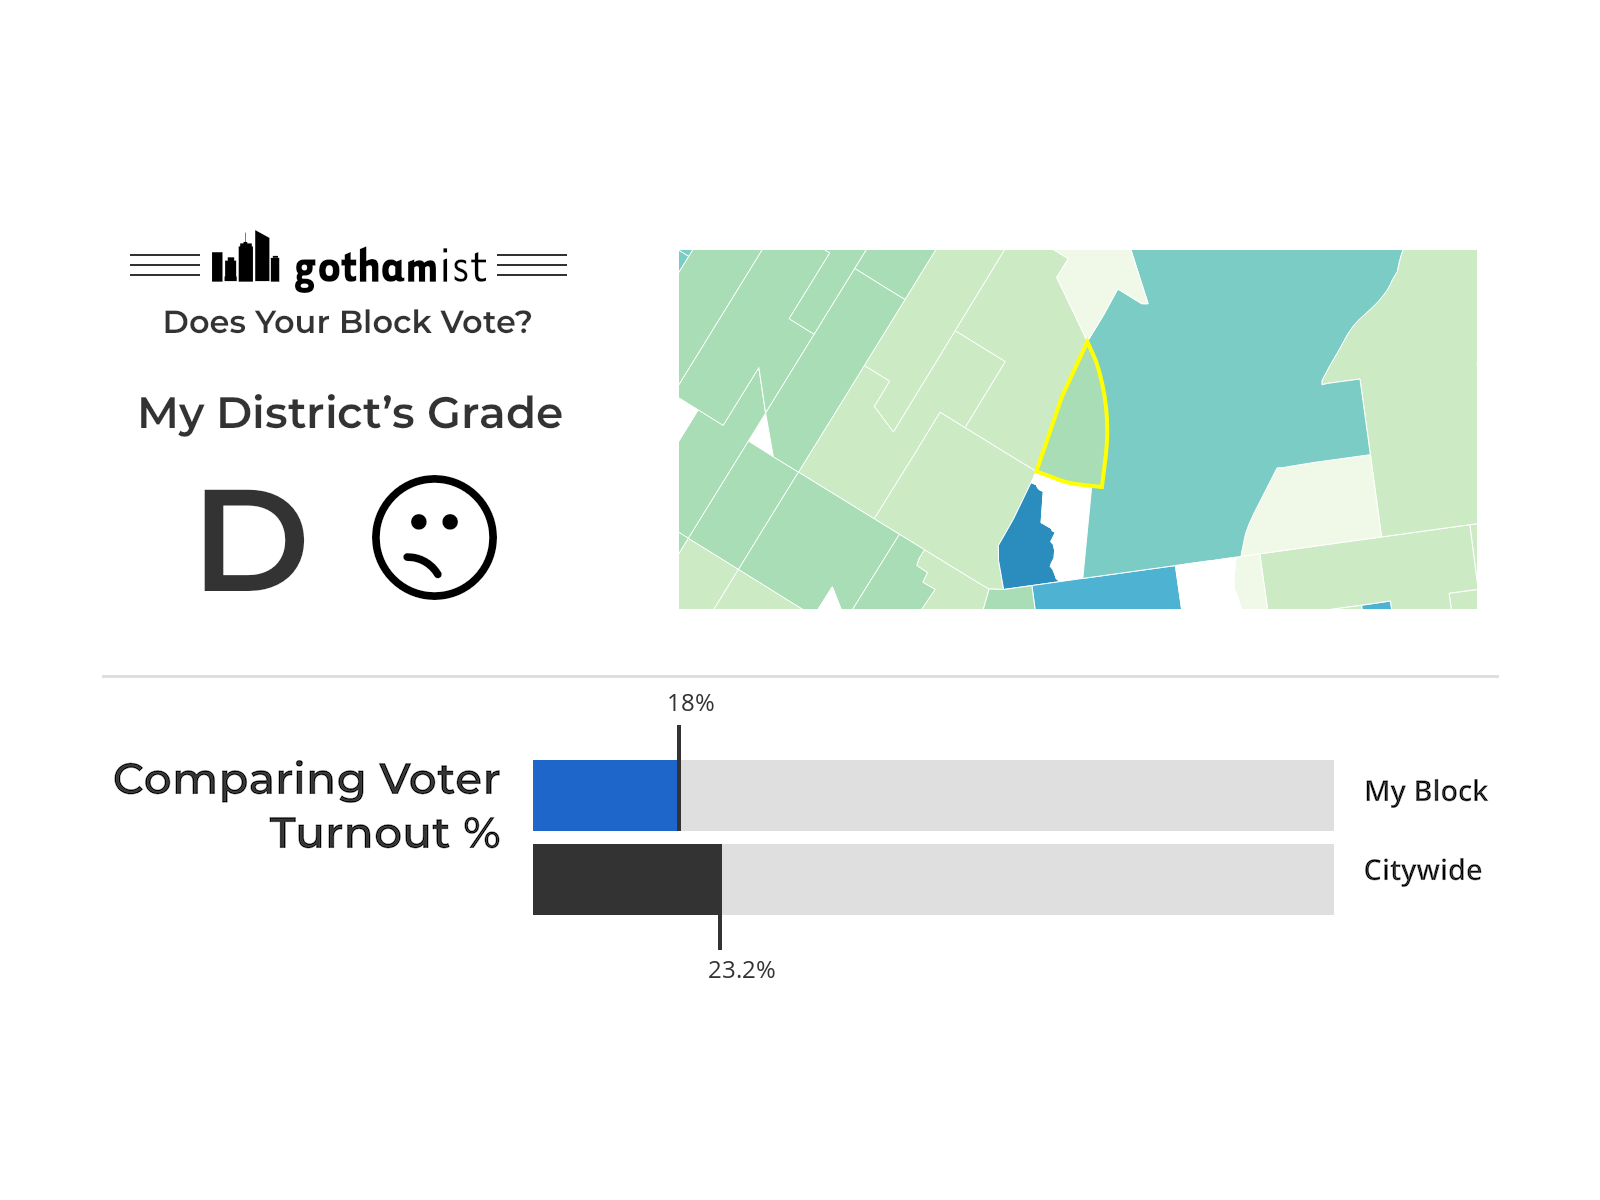 gothamist
Does Your Block Vote?
My District’s Grade
D
18%
Comparing Voter
Turnout %
My Block
Citywide
23.2%